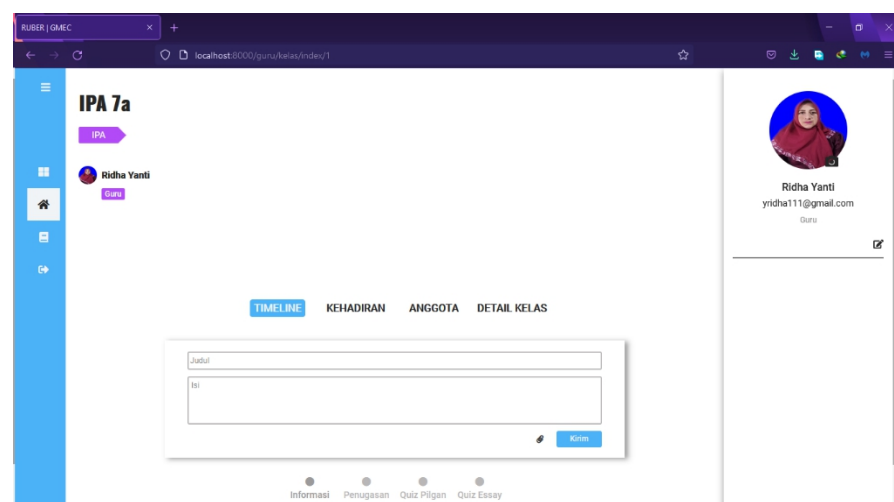 RUBER | GMEC
localhost:8000/guru/kelas/index/1
IPA 7a
IPA
Ridha Yanti
Guru
Ridha Yanti
yridha111@gmail.com
Guru
TIMELINE KEHADIRAN ANGGOTA DETAIL KELAS
Judul
Isi
Kirim
Informasi Penugasan Quiz Pilgan Quiz Essay